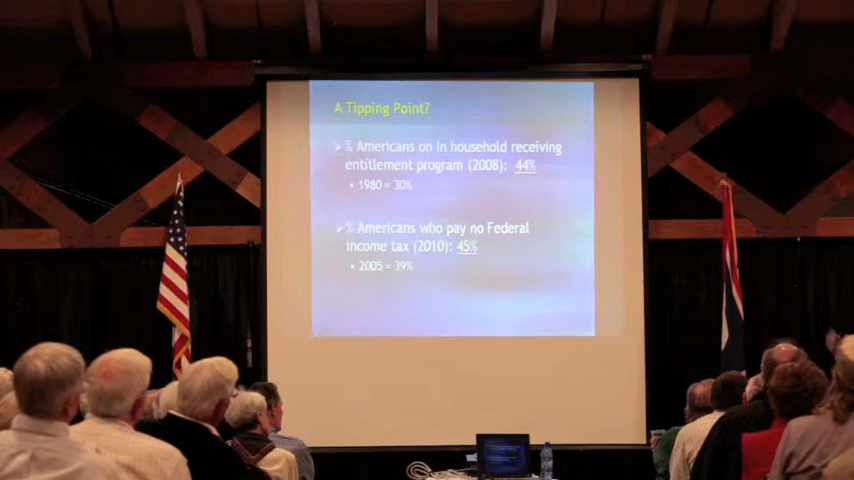 A Tipping Point?
➢ % Americans on in household receiving
entitlement program (2008): 44%
• 1980 = 30%
➢ % Americans who pay no Federal
income tax (2010): 45%
• 2005 = 39%